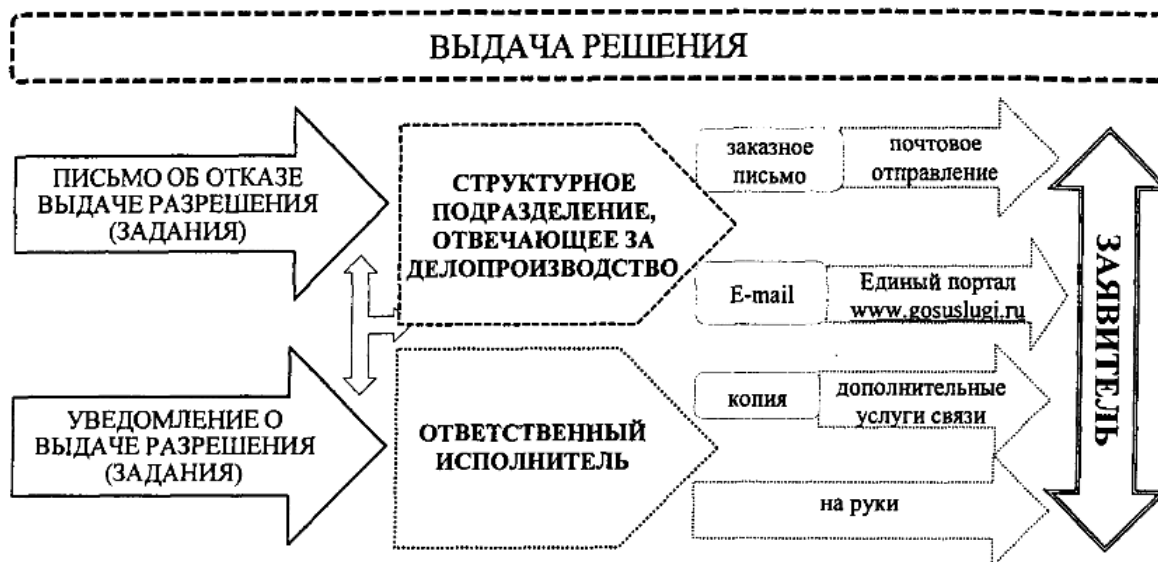 ВЫДАЧА РЕШЕНИЯ
ПИСЬМО ОБ ОТКАЗЕ
ВЫДАЧЕ РАЗРЕШЕНИЯ
(ЗАДАНИЯ)
СТРУКТУРНОЕ
ПОДРАЗДЕЛЕНИЕ,
ОТВЕЧАЮЩЕЕ ЗА
ДЕЛОПРОИЗВОДСТВО
заказное
письмо
почтовое
отправление
E-mail
Единый портал
www.gosuslugi.ru
УВЕДОМЛЕНИЕ О
ВЫДАЧЕ РАЗРЕШЕНИЯ
(ЗАДАНИЯ)
ОТВЕТСТВЕННЫЙ
ИСПОЛНИТЕЛЬ
копия
дополнительные
услуги связи
на руки
ЗАЯВИТЕЛЬ